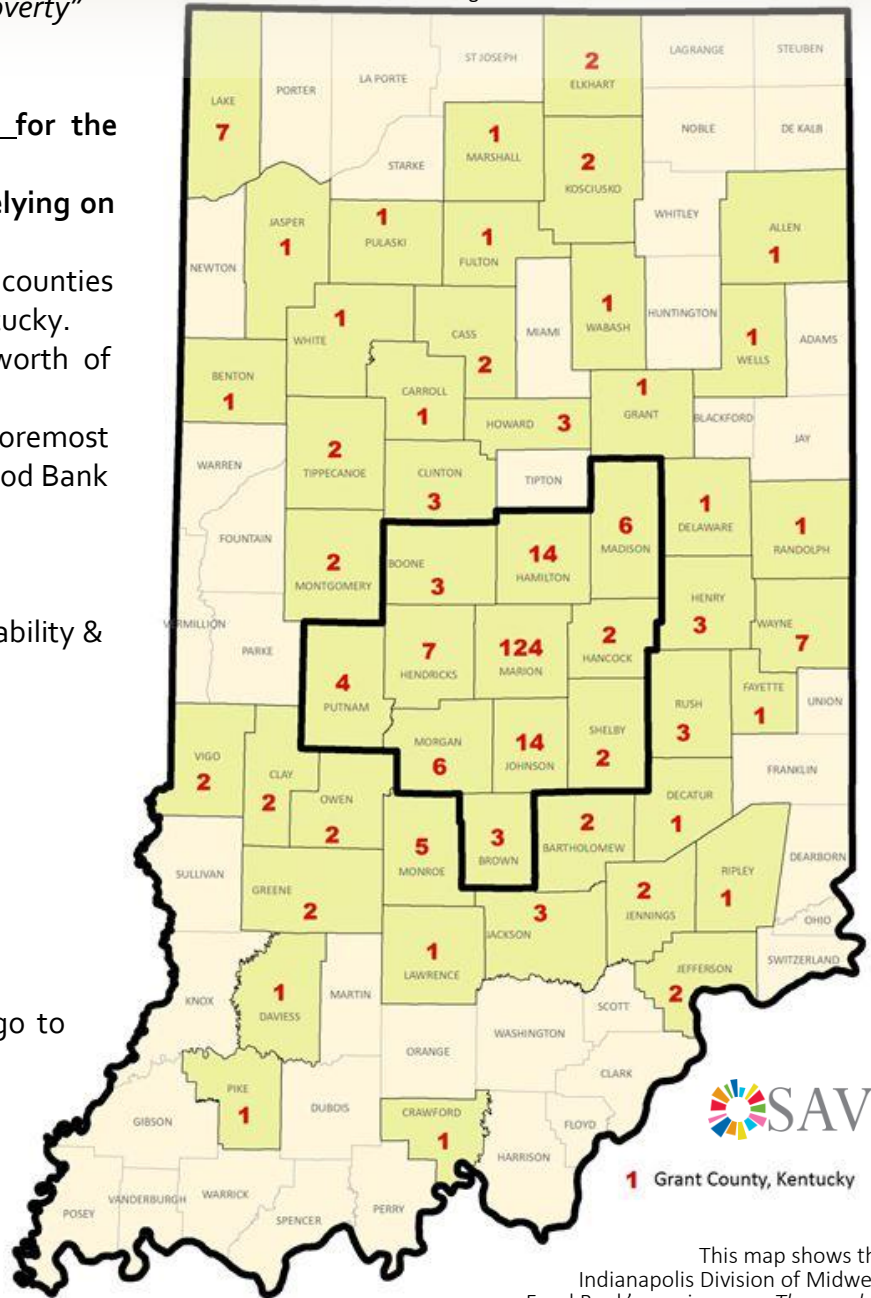 overty"
for the
elying on
counties
tucky.
worth of
oremost
od Bank
ability &
go to
LAKE
7
PORTER
LA PORTE
ST JOSEPH
2
ELKHART
LAGRANGE
STEUBEN
STARKE
1
MARSHALL
2
KOSCIUSKO
NOBLE
DE KALB
NEWTON
JASPER
1
1
PULASKI
1
FULTON
WHITLEY
ALLEN
1
1
WHITE
CASS
2
MIAMI
1
WABASH
HUNTINGTON
1
WELLS
ADAMS
BENTON
1
CARROLL
1
HOWARD 3
1
GRANT
BLACKFORD
JAY
WARREN
2
TIPPECANOE
CLINTON
3
TIPTON
6
MADISON
1
DELAWARE
1
RANDOLPH
FOUNTAIN
2
MONTGOMERY
BOONE
3
14
HAMILTON
HENRY
3
WAYNE
7
VERMILLION
PARKE
4
PUTNAM
7
HENDRICKS
124
MARION
2
HANCOCK
RUSH
3
FAYETTE
1
UNION
VIGO
2
CLAY
2
OWEN
2
MORGAN
6
14
JOHNSON
SHELBY
2
FRANKLIN
SULLIVAN
GREENE
2
5
MONROE
3
BROWN
2
BARTHOLOMEW
DECATUR
1
DEARBORN
RIPLEY
1
KNOX
1
DAVIESS
MARTIN
1
LAWRENCE
3
JACKSON
2
JENNINGS
OHIO
SWITZERLAND
JEFFERSON
2
ORANGE
WASHINGTON
SCOTT
CLARK
GIBSON
PIKE
1
DUBOIS
CRAWFORD
1
FLOYD
HARRISON
POSEY
VANDERBURGH
WARRICK
SPENCER
PERRY
SAV
1 Grant County, Kentucky
This map shows th
Indianapolis Division of Midwe